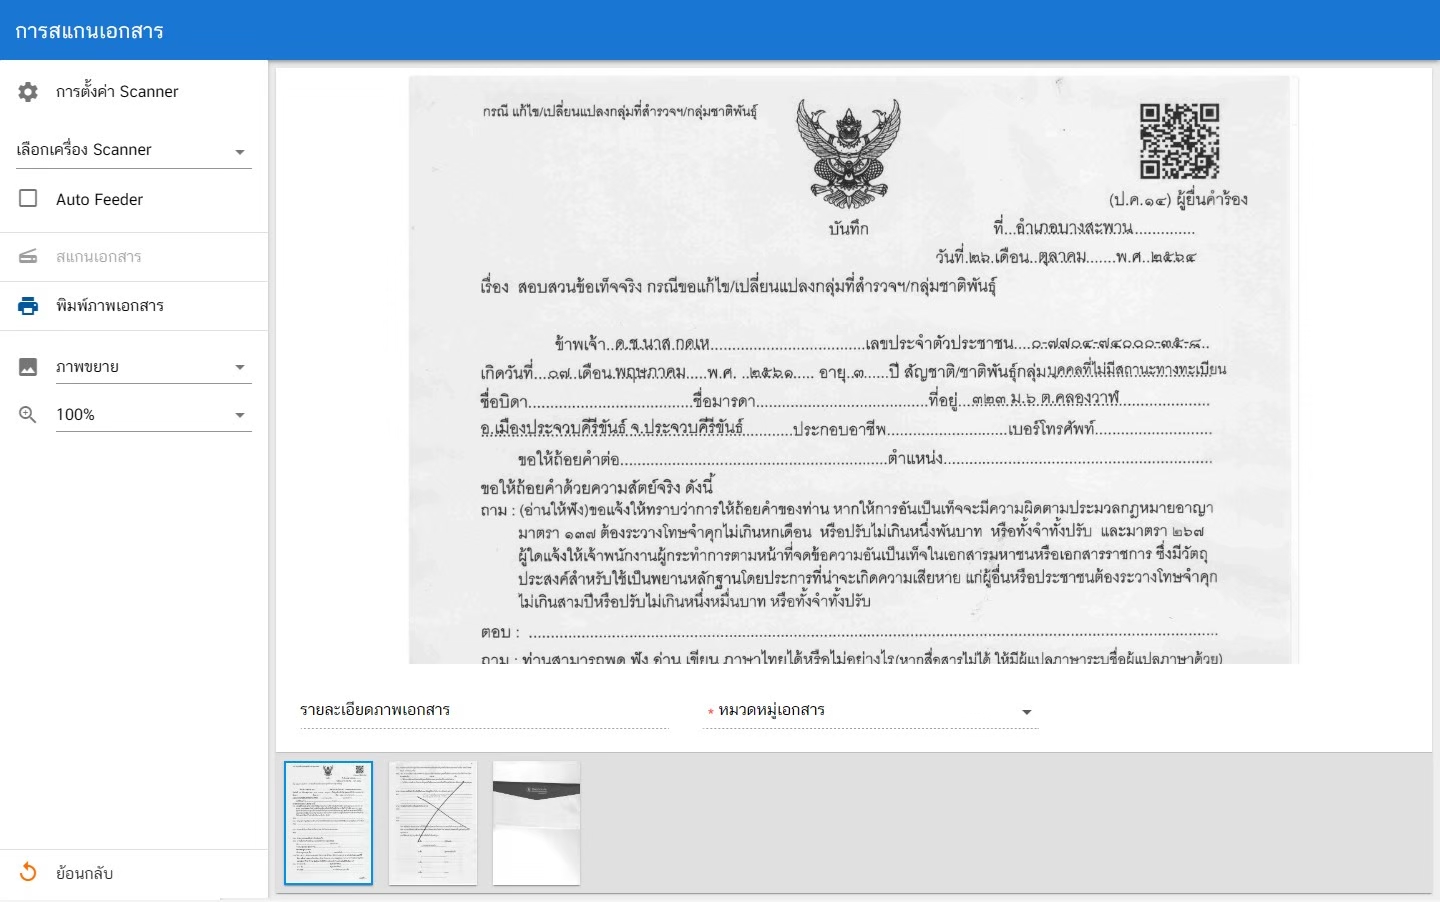 การสแกนเอกสาร
การตั้งค่า Scanner
เลือกเครื่อง Scanner
Auto Feeder
สแกนเอกสาร
พิมพ์ภาพเอกสาร
ภาพขยาย
100%
ย้อนกลับ
กรณี แก้ไข/เปลี่ยนแปลงกลุ่มที่สำรวจฯ/กลุ่มชาติพันธุ์
(ป.ค.๑๔) ผู้ยื่นคำร้อง
บันทึก
ที่...อำเภอบางสะพาน...............
วันที่.๒๖.เดือน..ตุลาคม.......พ.ศ..๒๕๖๔
เรื่อง สอบสวนข้อเท็จจริง กรณีขอแก้ไข/เปลี่ยนแปลงกลุ่มที่สำรวจฯ/กลุ่มชาติพันธุ์
ข้าพเจ้า..ด.ช.นาส.กดเห...................................เลขประจำตัวประชาชน....๐-๗๗๐๔-๗๔๐๐๐-๓๕-๘..
เกิดวันที่...๐๗..เดือน.พฤษภาคม.....พ.ศ. ..๒๕๖๑..... อายุ..๓......ปี สัญชาติ/ชาติพันธุ์กลุ่มบุคคลที่ไม่มีสถานะทางทะเบียน
ชื่อบิดา.....................................ชื่อมารดา.......................................ที่อยู่...๓๒๓ ม.๖ ต.คลองวาฬ....................
อ.เมืองประจวบคีรีขันธ์ จ.ประจวบคีรีขันธ์............ประกอบอาชีพ...........................เบอร์โทรศัพท์..........................
ขอให้ถ้อยคำต่อ............................................................ตำแหน่ง............................................................
ขอให้ถ้อยคำด้วยความสัตย์จริง ดังนี้
ถาม : (อ่านให้ฟัง)ขอแจ้งให้ทราบว่าการให้ถ้อยคำของท่าน หากให้การอันเป็นเท็จจะมีความผิดตามประมวลกฎหมายอาญา
มาตรา ๑๓๗ ต้องระวางโทษจำคุกไม่เกินหกเดือน หรือปรับไม่เกินหนึ่งพันบาท หรือทั้งจำทั้งปรับ และมาตรา ๒๖๗
ผู้ใดแจ้งให้เจ้าพนักงานผู้กระทำการตามหน้าที่จดข้อความอันเป็นเท็จในเอกสารมหาชนหรือเอกสารราชการ ซึ่งมีวัตถุ
ประสงค์สำหรับใช้เป็นพยานหลักฐานโดยประการที่น่าจะเกิดความเสียหาย แก่ผู้อื่นหรือประชาชนต้องระวางโทษจำคุก
ไม่เกินสามปีหรือปรับไม่เกินหนึ่งหมื่นบาท หรือทั้งจำทั้งปรับ
ตอบ : ........................................................................................................................
ถาม : ท่านสามารถพูด ฟัง อ่าน เขียน ภาษาไทยได้หรือไม่อย่างไร(หากสื่อสารไม่ได้ ให้มีผู้แปลภาษาระบุชื่อผู้แปลภาษาด้วย)
รายละเอียดภาพเอกสาร
* หมวดหมู่เอกสาร